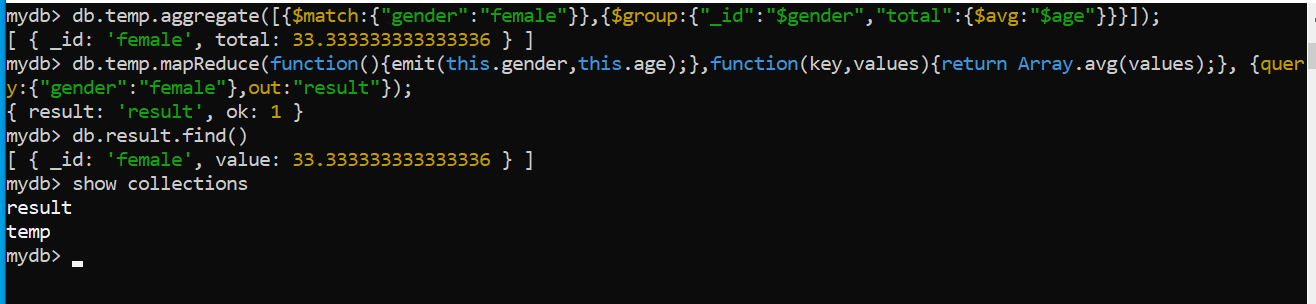 mydb> db.temp.aggregate([{$match:{"gender":"female"}},{$group:{"_id":"$gender","total":{$avg:"$age"}}}]);
[ { _id: 'female', total: 33.333333333333336 } ]
mydb> db.temp.mapReduce(function(){emit(this.gender,this.age);},function(key,values){return Array.avg(values);}, {quer
y:{"gender":"female"},out:"result"});
{ result: 'result', ok: 1 }
mydb> db.result.find()
[ { _id: 'female', value: 33.333333333333336 } ]
mydb> show collections
result
temp
mydb>